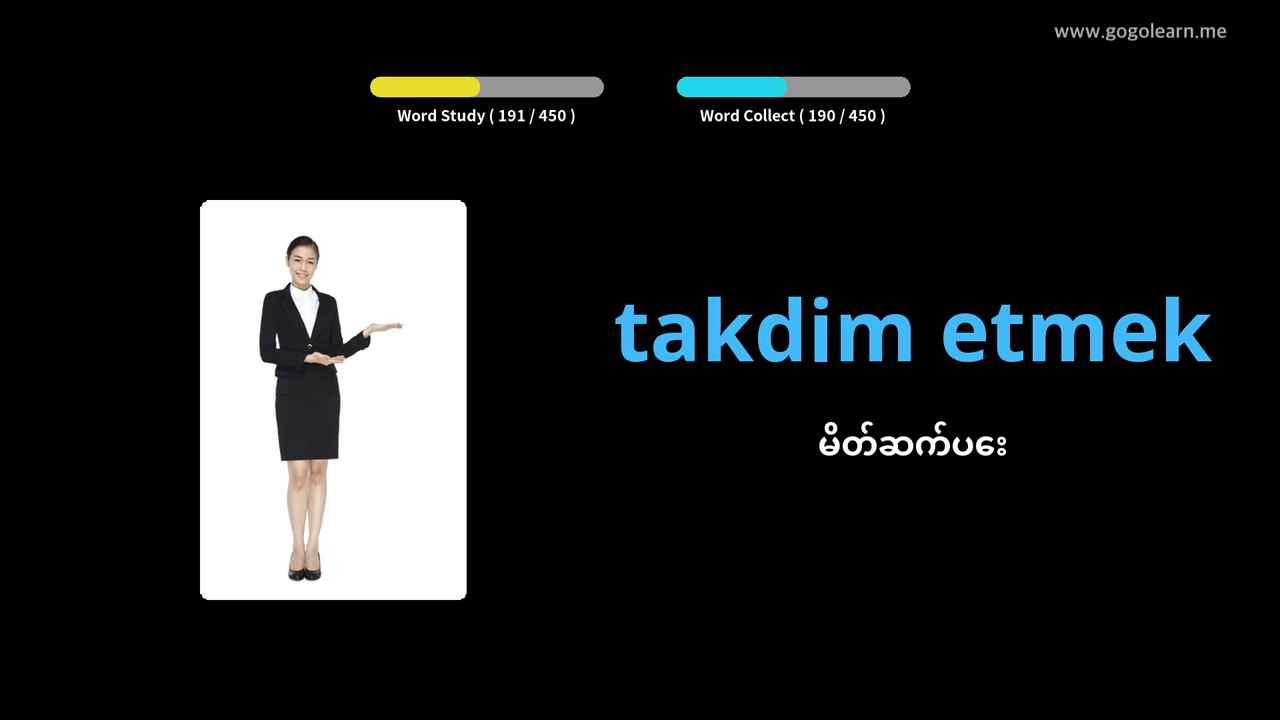 www.gogolearn.me
Word Study ( 191 / 450 )
Word Collect ( 190 / 450 )
takdim etmek
မိတ်ဆက်ပေး